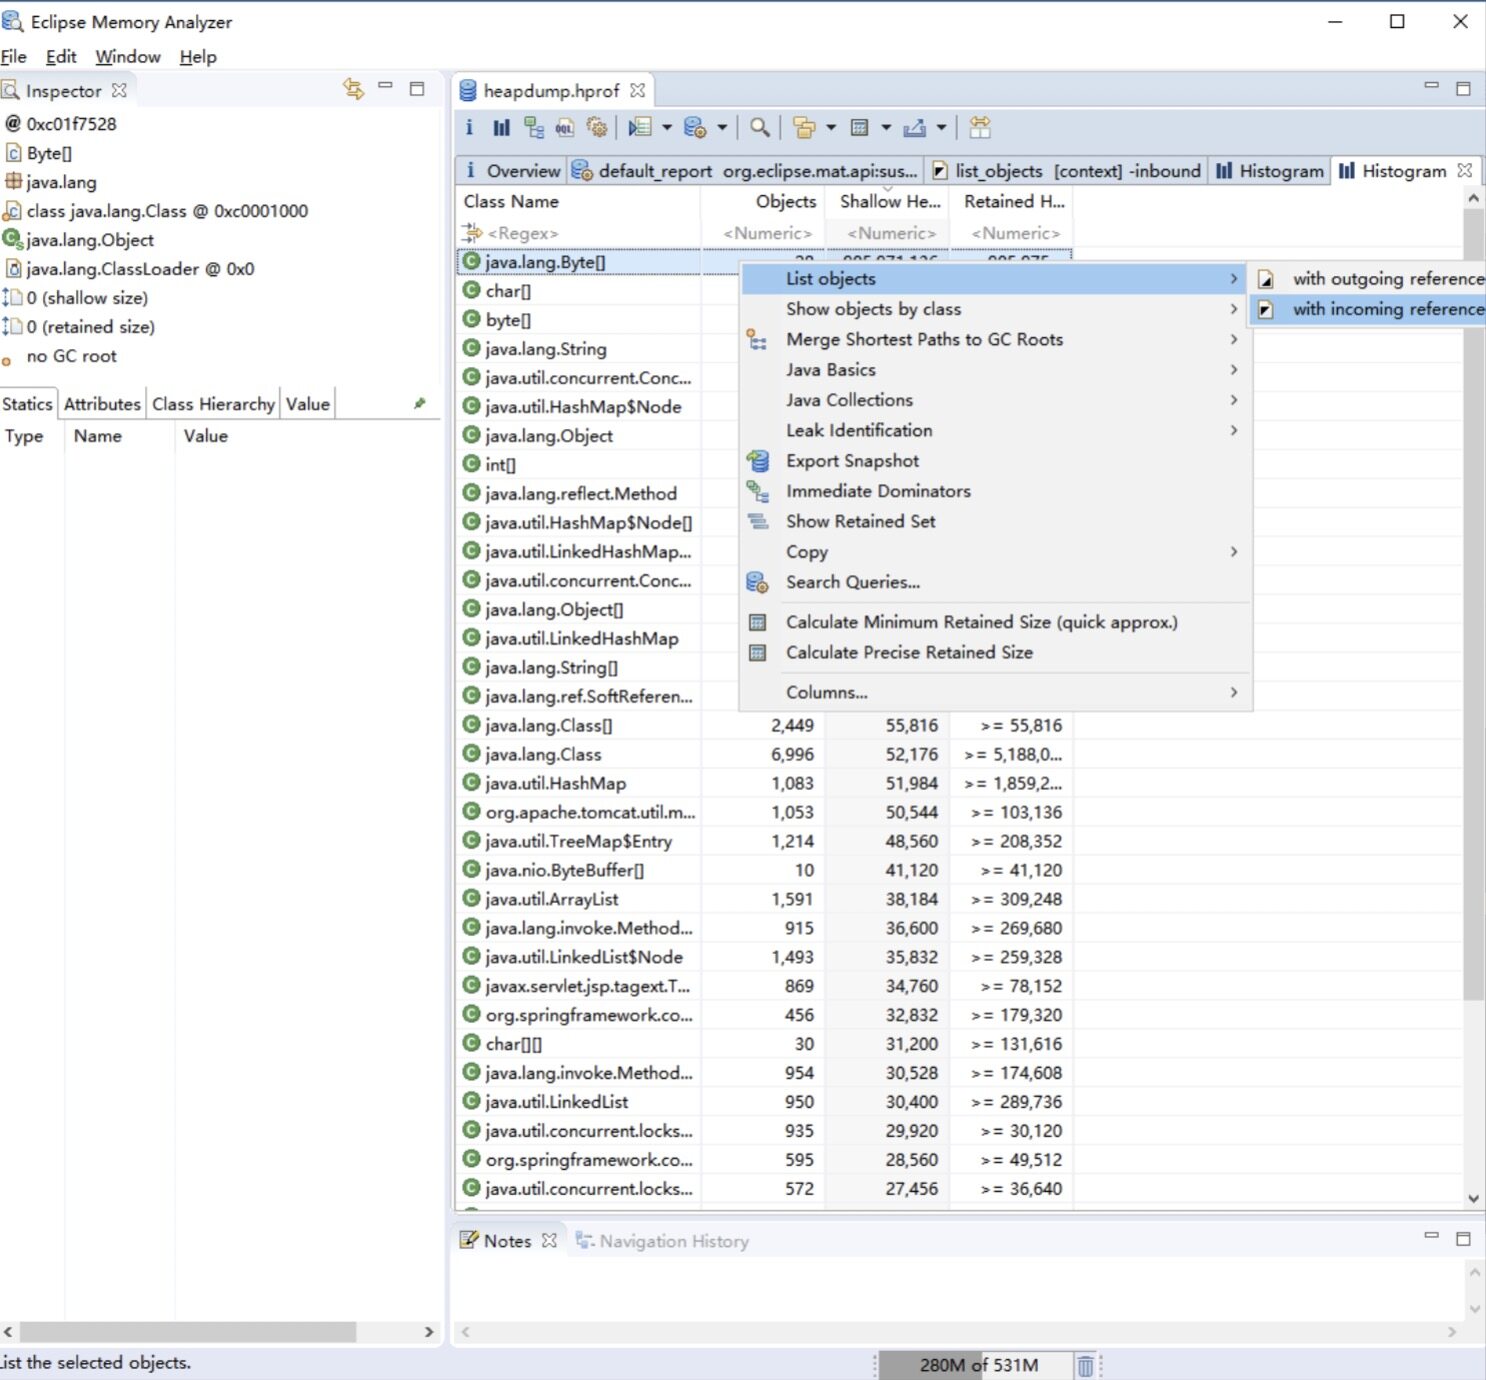 Eclipse Memory Analyzer
File Edit Window Help
Inspector
@ 0xc01f7528
Byte[]
java.lang
class java.lang.Class @ 0xc0001000
java.lang.Object
java.lang.ClassLoader @ 0x0
0 (shallow size)
0 (retained size)
no GC root
Statics Attributes Class Hierarchy Value
Type Name Value
heapdump.hprof
i Overview default_report org.eclipse.mat.api:sus... list_objects [context] -inbound Histogram Histogram
Class Name Objects Shallow He... Retained H...
<Regex> <Numeric> <Numeric> <Numeric>
java.lang.Byte[]
char[]
byte[]
java.lang.String
java.util.concurrent.Conc...
java.util.HashMap$Node
java.lang.Object
int[]
java.lang.reflect.Method
java.util.HashMap$Node[]
java.util.LinkedHashMap...
java.util.concurrent.Conc...
java.lang.Object[]
java.util.LinkedHashMap
java.lang.String[]
java.lang.ref.SoftReferen...
java.lang.Class[] 2,449 55,816 >= 55,816
java.lang.Class 6,996 52,176 >= 5,188,0...
java.util.HashMap 1,083 51,984 >= 1,859,2...
org.apache.tomcat.util.m... 1,053 50,544 >= 103,136
java.util.TreeMap$Entry 1,214 48,560 >= 208,352
java.nio.ByteBuffer[] 10 41,120 >= 41,120
java.util.ArrayList 1,591 38,184 >= 309,248
java.lang.invoke.Method... 915 36,600 >= 269,680
java.util.LinkedList$Node 1,493 35,832 >= 259,328
javax.servlet.jsp.tagext.T... 869 34,760 >= 78,152
org.springframework.co... 456 32,832 >= 179,320
char[][] 30 31,200 >= 131,616
java.lang.invoke.Method... 954 30,528 >= 174,608
java.util.LinkedList 950 30,400 >= 289,736
java.util.concurrent.locks... 935 29,920 >= 30,120
org.springframework.co... 595 28,560 >= 49,512
java.util.concurrent.locks... 572 27,456 >= 36,640
List objects
Show objects by class
Merge Shortest Paths to GC Roots
Java Basics
Java Collections
Leak Identification
Export Snapshot
Immediate Dominators
Show Retained Set
Copy
Search Queries...
Calculate Minimum Retained Size (quick approx.)
Calculate Precise Retained Size
Columns...
with outgoing reference
with incoming reference
Notes Navigation History
List the selected objects.
280M of 531M